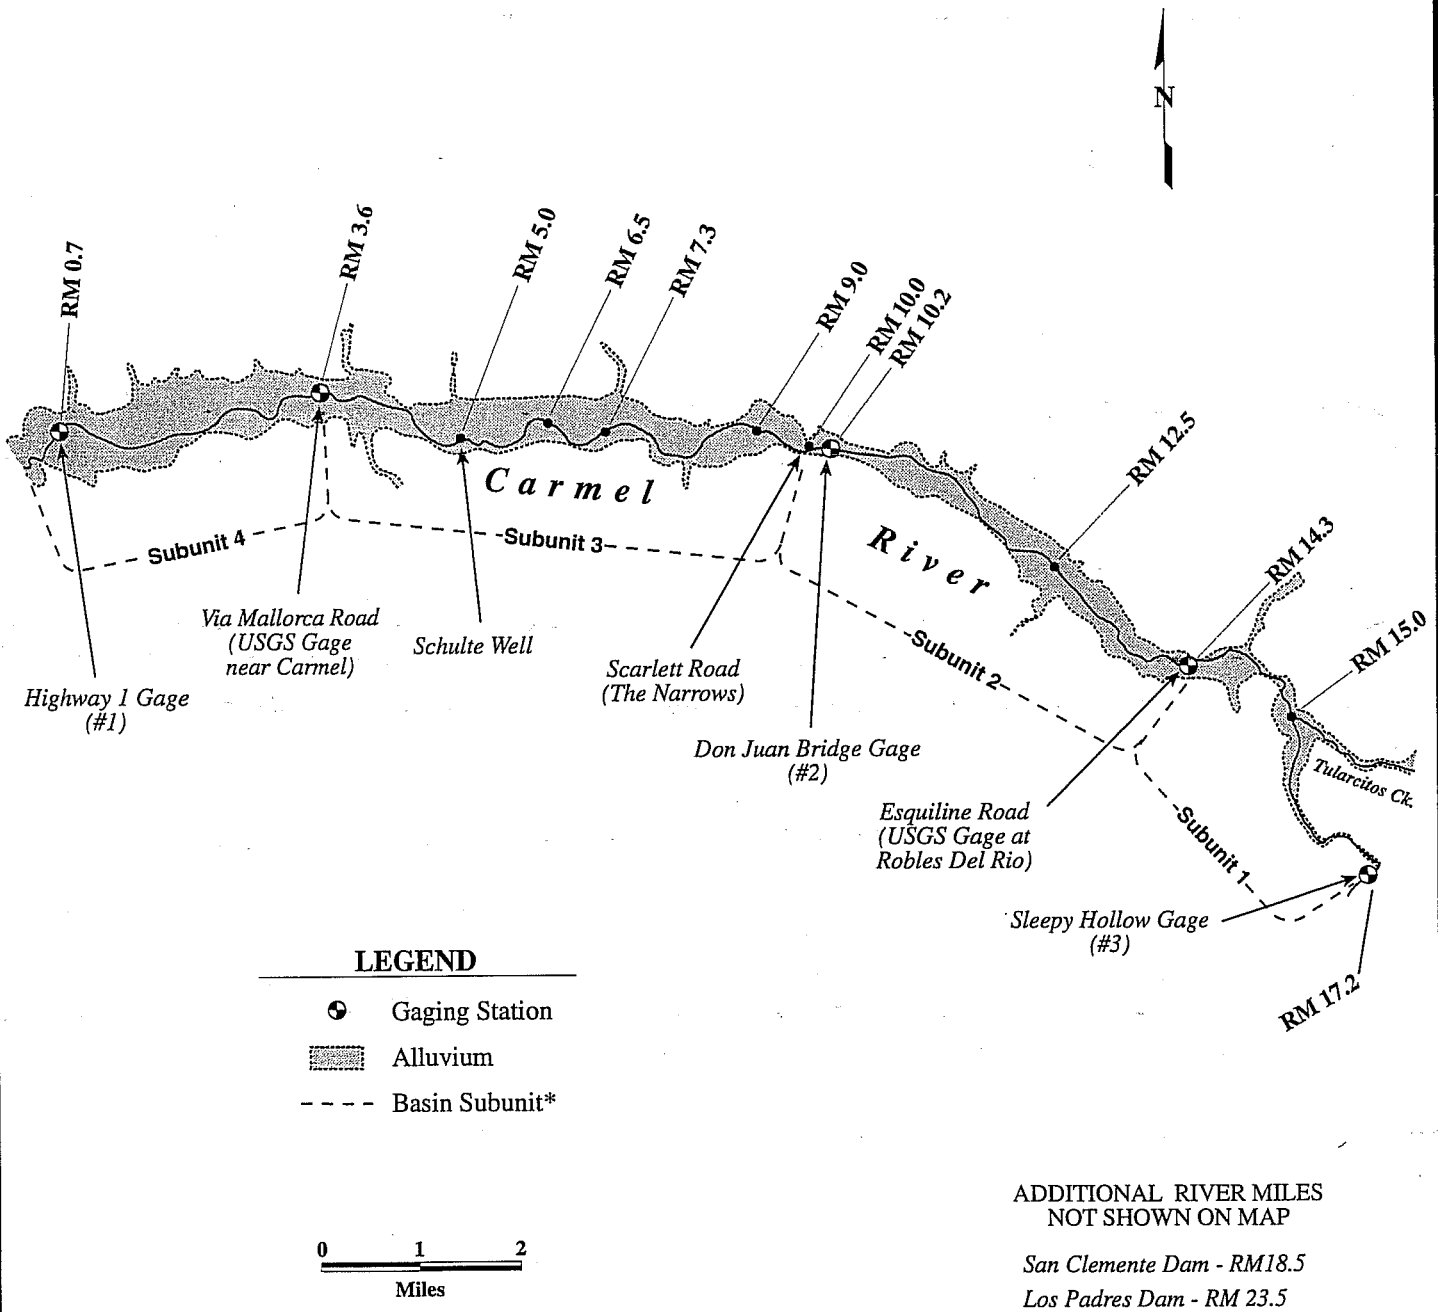 N
RM 0.7
RM 3.6
RM 5.0
RM 6.5
RM 7.3
RM 9.0
RM 10.0
RM 10.2
RM 12.5
RM 14.3
RM 15.0
Carmel
River
Subunit 4
Subunit 3
Subunit 2
Subunit 1
Highway 1 Gage
(#1)
Via Mallorca Road
(USGS Gage
near Carmel)
Schulte Well
Scarlett Road
(The Narrows)
Don Juan Bridge Gage
(#2)
Esquiline Road
(USGS Gage at
Robles Del Rio)
Tularcitos Ck.
Sleepy Hollow Gage
(#3)
RM 17.2
LEGEND
Gaging Station
Alluvium
Basin Subunit*
0 1 2
Miles
ADDITIONAL RIVER MILES
NOT SHOWN ON MAP
San Clemente Dam - RM18.5
Los Padres Dam - RM 23.5